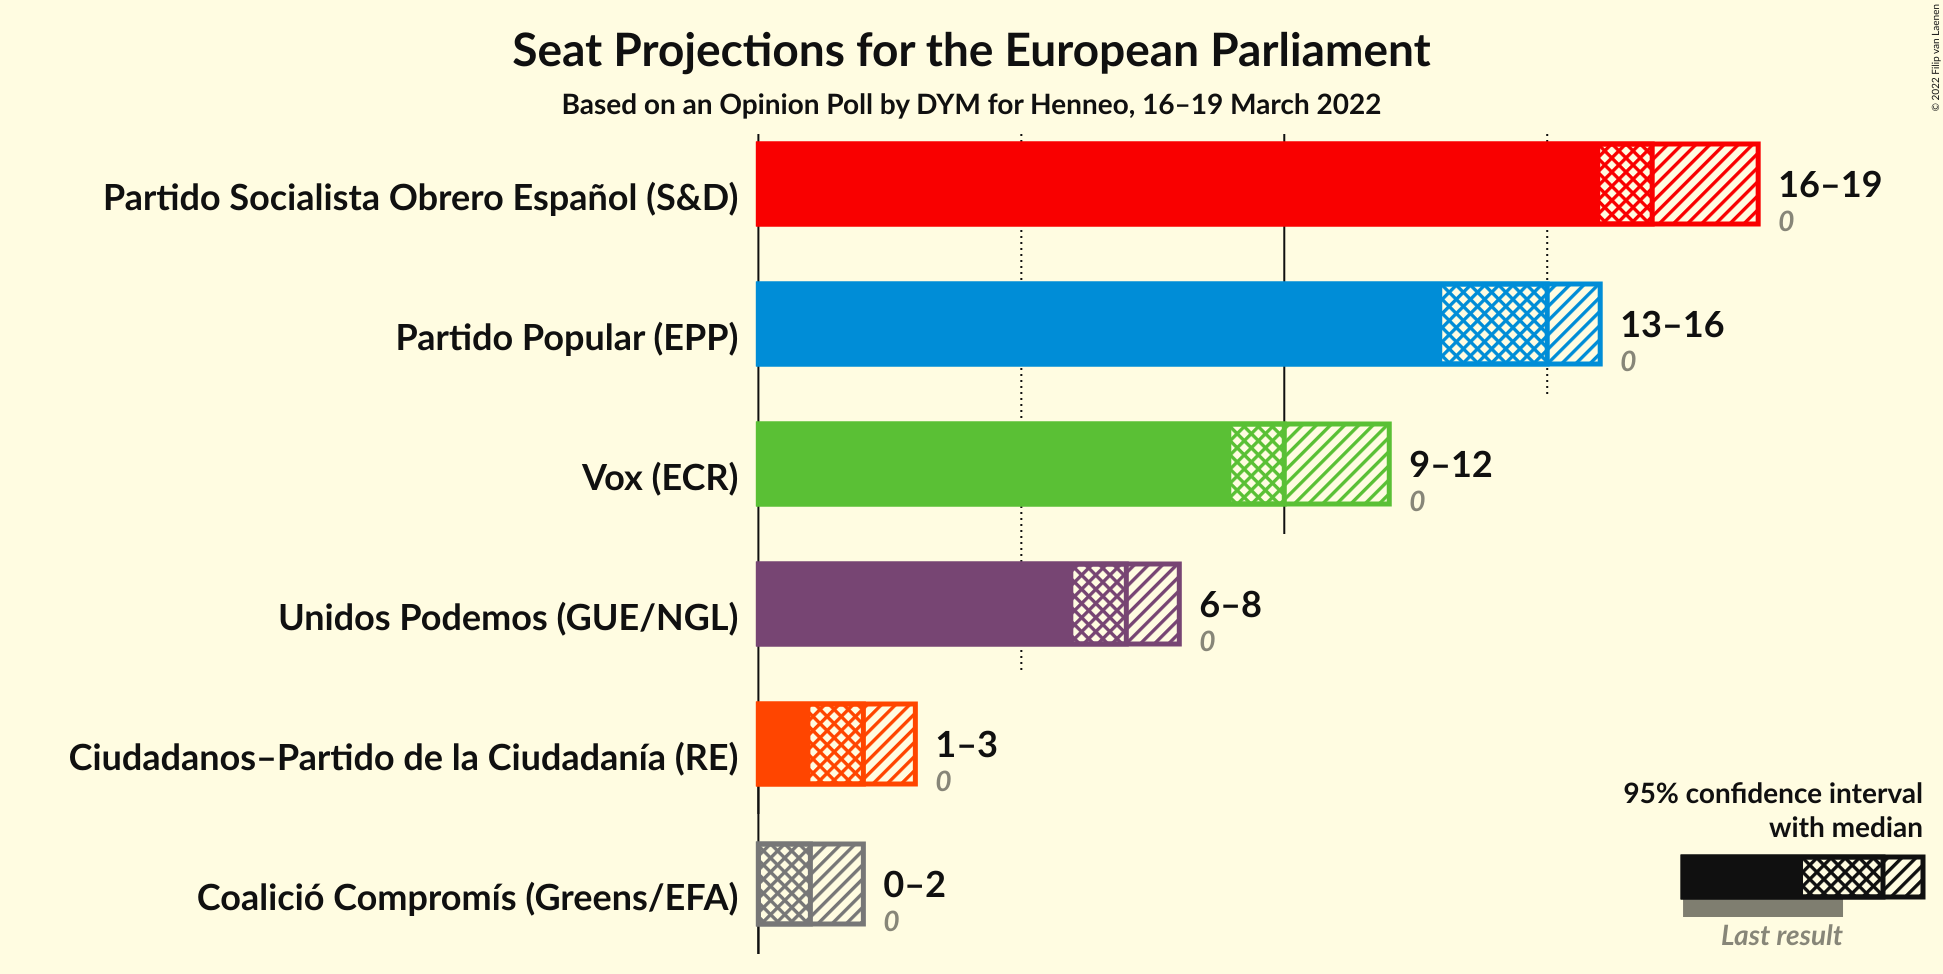 Seat Projections for the European Parliament
Based on an Opinion Poll by DYM for Henneo, 16–19 March 2022
© 2022 Filip van Laenen
Partido Socialista Obrero Español (S&D)
16–19
0
Partido Popular (EPP)
13–16
0
Vox (ECR)
9–12
0
Unidos Podemos (GUE/NGL)
6–8
0
Ciudadanos–Partido de la Ciudadanía (RE)
1–3
0
Coalició Compromís (Greens/EFA)
0–2
0
95% confidence interval
with median
Last result